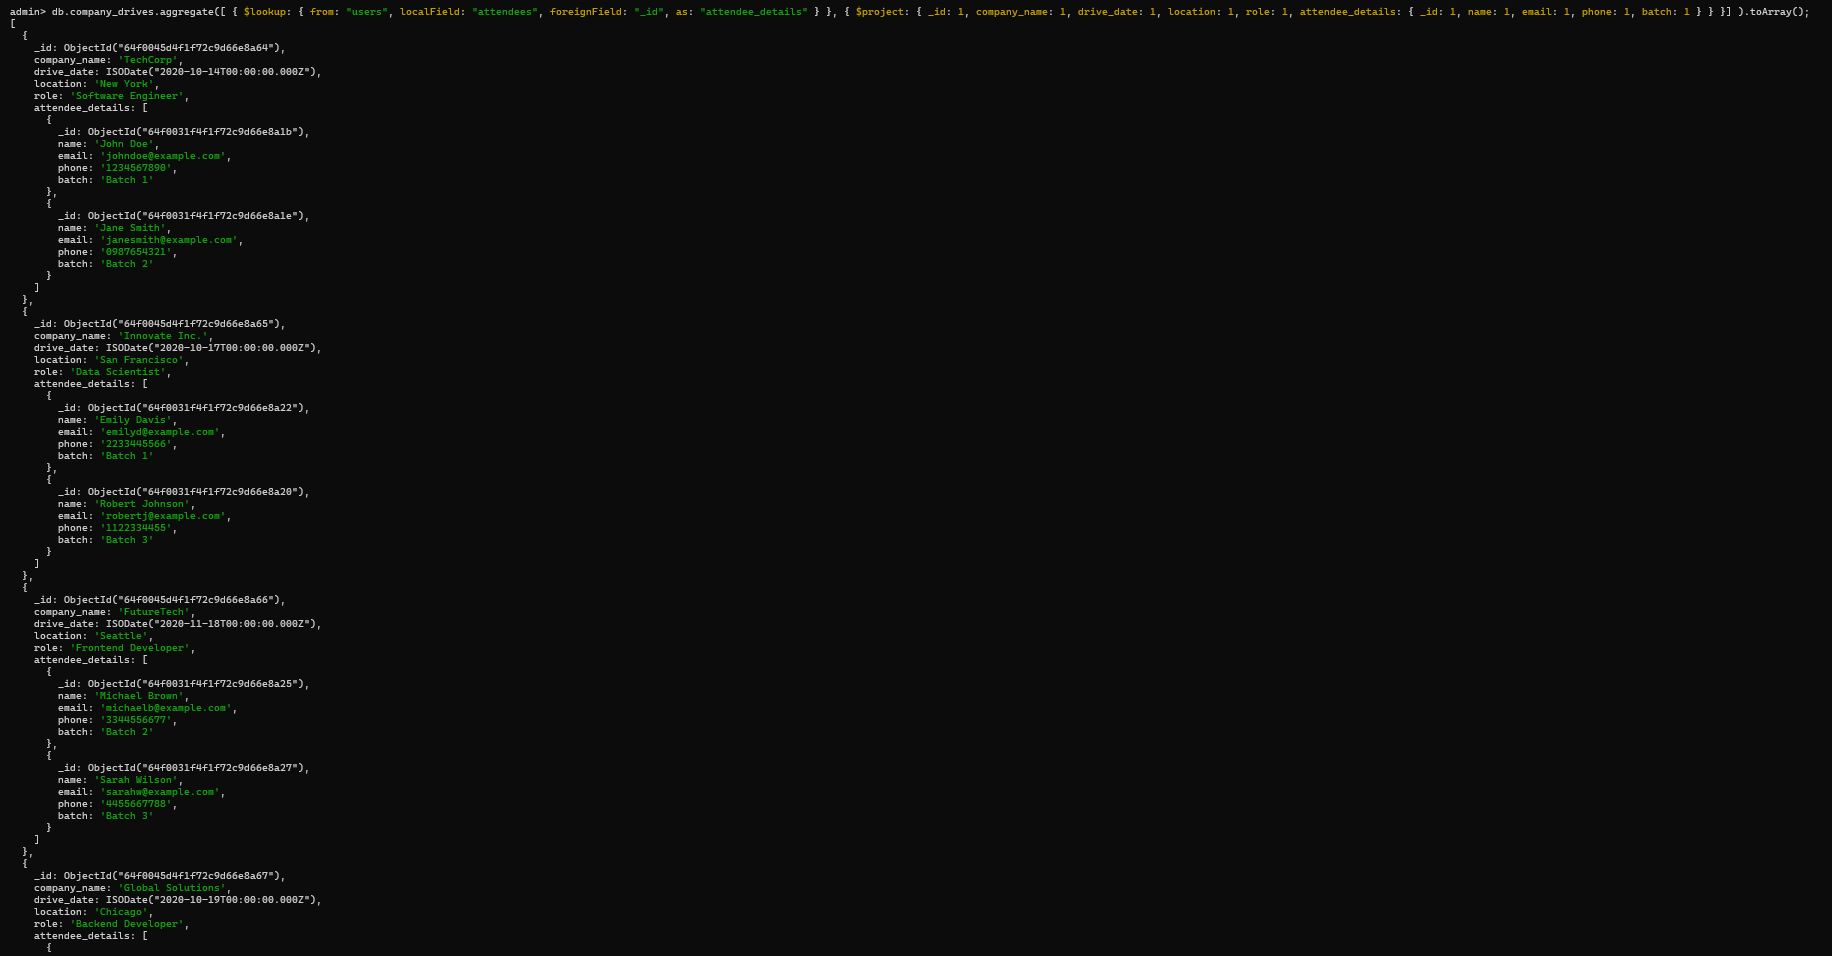 admin> db.company_drives.aggregate([ { $lookup: { from: "users", localField: "attendees", foreignField: "_id", as: "attendee_details" } }, { $project: { _id: 1, company_name: 1, drive_date: 1, location: 1, role: 1, attendee_details: { _id: 1, name: 1, email: 1, phone: 1, batch: 1 } } }] ).toArray();
[
  {
    _id: ObjectId("64f0045d4f1f72c9d66e8a64"),
    company_name: 'TechCorp',
    drive_date: ISODate("2020-10-14T00:00:00.000Z"),
    location: 'New York',
    role: 'Software Engineer',
    attendee_details: [
      {
        _id: ObjectId("64f0031f4f1f72c9d66e8a1b"),
        name: 'John Doe',
        email: 'johndoe@example.com',
        phone: '1234567890',
        batch: 'Batch 1'
      },
      {
        _id: ObjectId("64f0031f4f1f72c9d66e8a1e"),
        name: 'Jane Smith',
        email: 'janesmith@example.com',
        phone: '0987654321',
        batch: 'Batch 2'
      }
    ]
  },
  {
    _id: ObjectId("64f0045d4f1f72c9d66e8a65"),
    company_name: 'Innovate Inc.',
    drive_date: ISODate("2020-10-17T00:00:00.000Z"),
    location: 'San Francisco',
    role: 'Data Scientist',
    attendee_details: [
      {
        _id: ObjectId("64f0031f4f1f72c9d66e8a22"),
        name: 'Emily Davis',
        email: 'emilyd@example.com',
        phone: '2233445566',
        batch: 'Batch 1'
      },
      {
        _id: ObjectId("64f0031f4f1f72c9d66e8a20"),
        name: 'Robert Johnson',
        email: 'robertj@example.com',
        phone: '1122334455',
        batch: 'Batch 3'
      }
    ]
  },
  {
    _id: ObjectId("64f0045d4f1f72c9d66e8a66"),
    company_name: 'FutureTech',
    drive_date: ISODate("2020-11-18T00:00:00.000Z"),
    location: 'Seattle',
    role: 'Frontend Developer',
    attendee_details: [
      {
        _id: ObjectId("64f0031f4f1f72c9d66e8a25"),
        name: 'Michael Brown',
        email: 'michaelb@example.com',
        phone: '3344556677',
        batch: 'Batch 2'
      },
      {
        _id: ObjectId("64f0031f4f1f72c9d66e8a27"),
        name: 'Sarah Wilson',
        email: 'sarahw@example.com',
        phone: '4455667788',
        batch: 'Batch 3'
      }
    ]
  },
  {
    _id: ObjectId("64f0045d4f1f72c9d66e8a67"),
    company_name: 'Global Solutions',
    drive_date: ISODate("2020-10-19T00:00:00.000Z"),
    location: 'Chicago',
    role: 'Backend Developer',
    attendee_details: [
      {